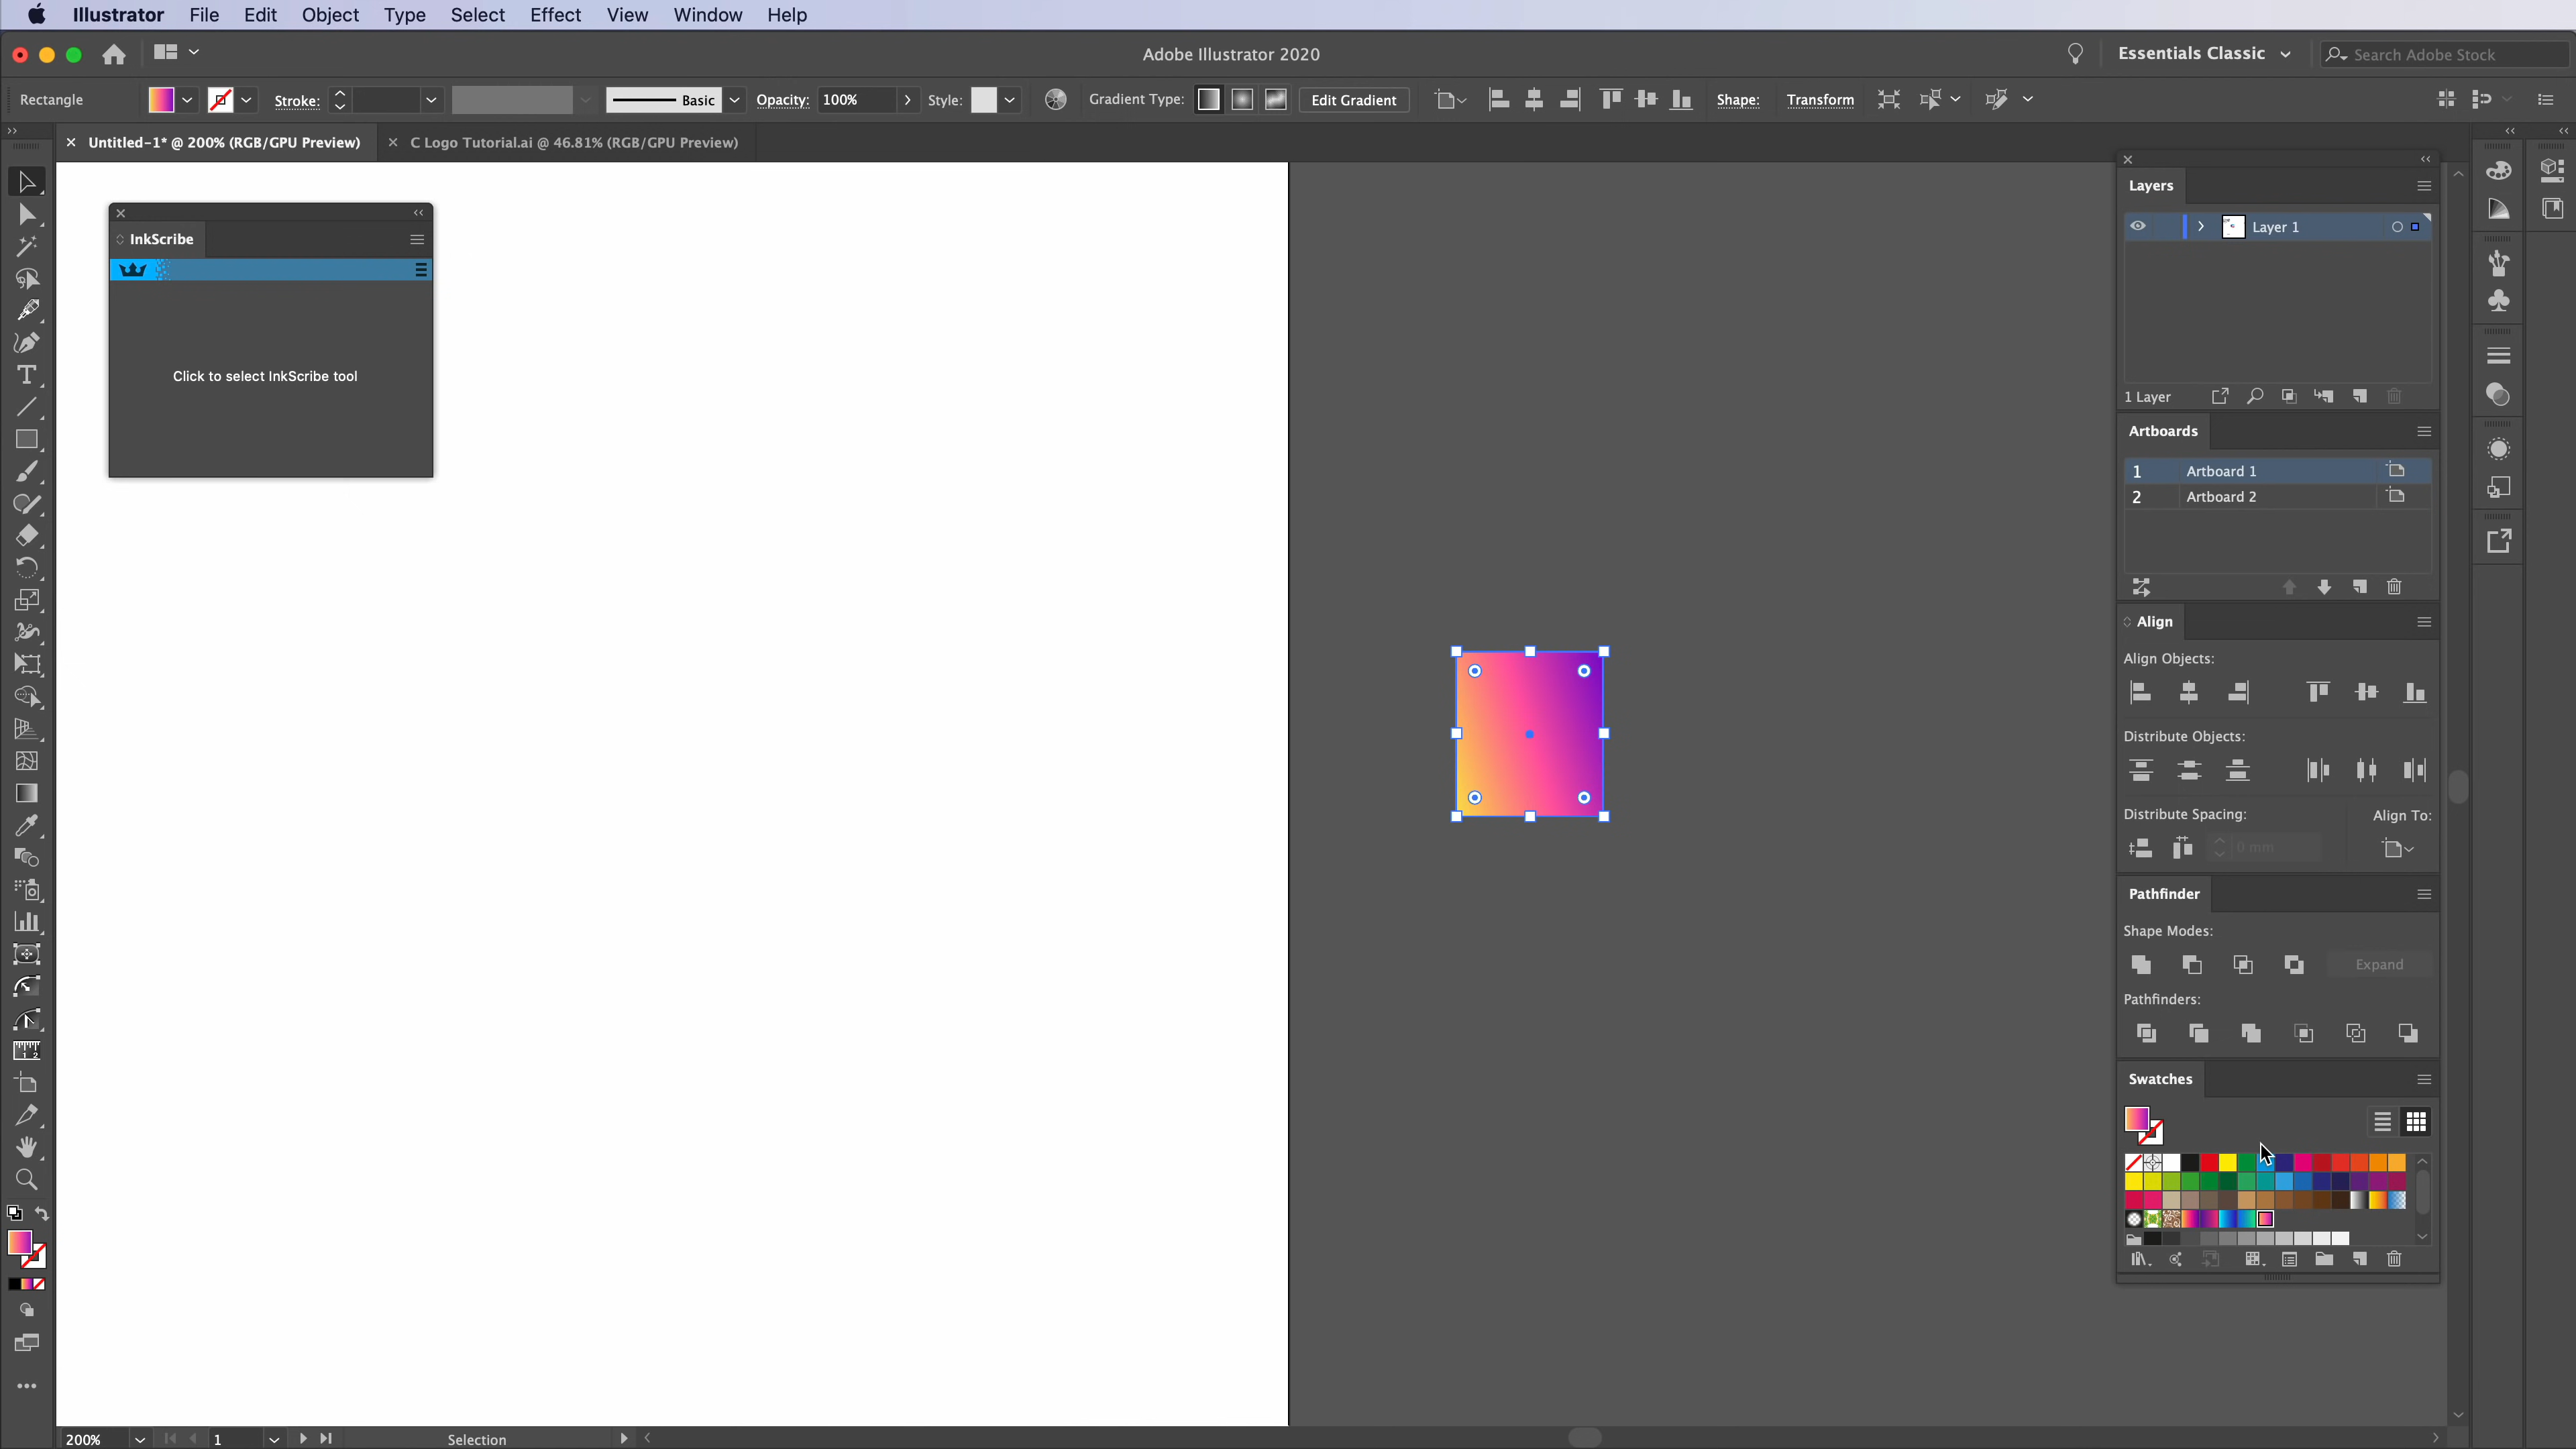 Illustrator File Edit Object Type Select Effect View Window Help
Adobe Illustrator 2020
Essentials Classic
Search Adobe Stock
Rectangle
Stroke:
Basic
Opacity: 100%
Style:
Gradient Type:
Edit Gradient
Shape:
Transform
Untitled-1* @ 200% (RGB/GPU Preview)
C Logo Tutorial.ai @ 46.81% (RGB/GPU Preview)
InkScribe
Click to select InkScribe tool
Layers
Layer 1
1 Layer
Artboards
1 Artboard 1
2 Artboard 2
Align
Align Objects:
Distribute Objects:
Distribute Spacing:
Align To:
0 mm
Pathfinder
Shape Modes:
Expand
Pathfinders:
Swatches
200%
1
Selection